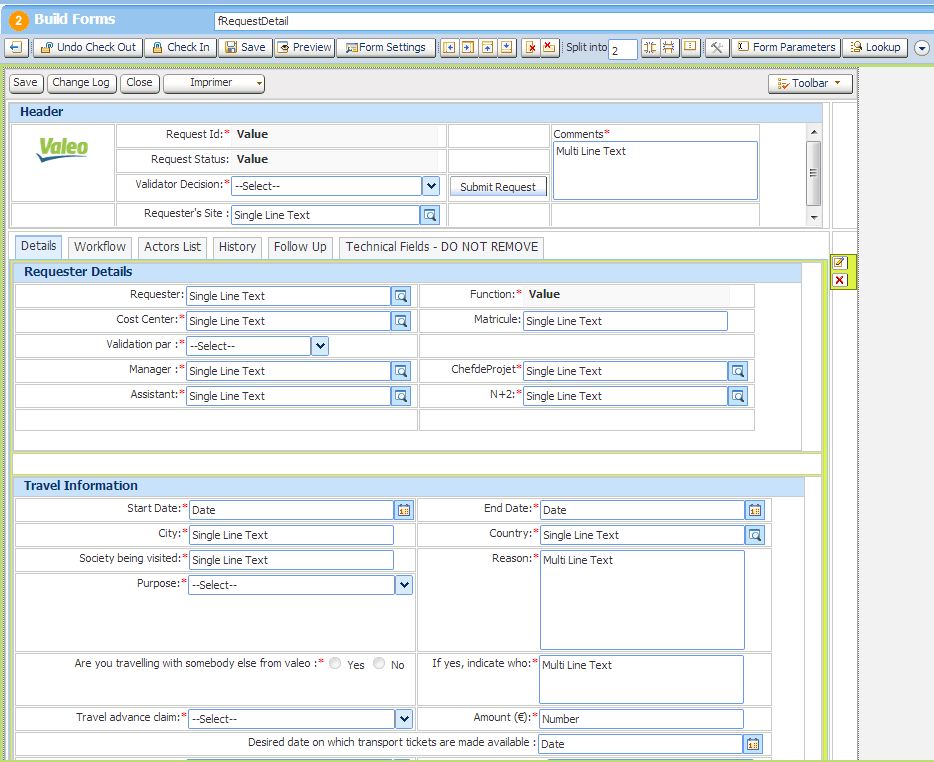 2 Build Forms fRequestDetail
Undo Check Out Check In Save Preview Form Settings Split into 2 Form Parameters Lookup
Save Change Log Close Imprimer Toolbar
Header
Valeo Request Id:* Value Comments*
Multi Line Text
Request Status: Value
Validator Decision:* --Select-- Submit Request
Requester's Site : Single Line Text
Details Workflow Actors List History Follow Up Technical Fields - DO NOT REMOVE
Requester Details
Requester: Single Line Text Function:* Value
Cost Center:* Single Line Text Matricule: Single Line Text
Validation par :* --Select--
Manager :* Single Line Text ChefdeProjet* Single Line Text
Assistant:* Single Line Text N+2:* Single Line Text
Travel Information
Start Date:* Date End Date:* Date
City:* Single Line Text Country:* Single Line Text
Society being visited:* Single Line Text Reason:* Multi Line Text
Purpose:* --Select--
Are you travelling with somebody else from valeo :* Yes No If yes, indicate who:* Multi Line Text
Travel advance claim:* --Select-- Amount (€):* Number
Desired date on which transport tickets are made available : Date